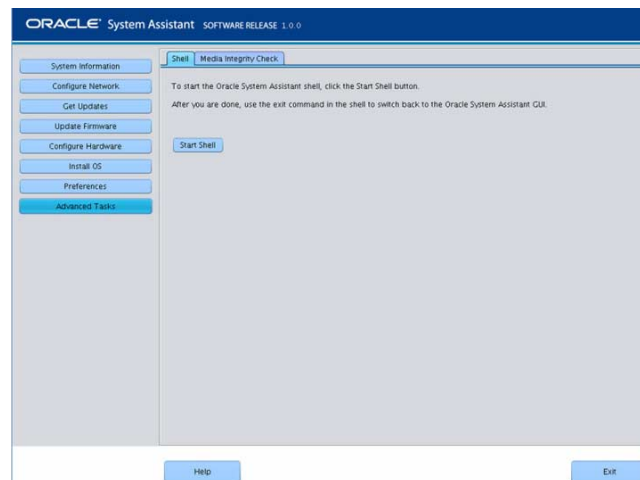 ORACLE® System Assistant SOFTWARE RELEASE 1.0.0
System Information
Configure Network
Get Updates
Update Firmware
Configure Hardware
Install OS
Preferences
Advanced Tasks
Shell
Media Integrity Check
To start the Oracle System Assistant shell, click the Start Shell button.
After you are done, use the exit command in the shell to switch back to the Oracle System Assistant GUI.
Start Shell
Help
Exit